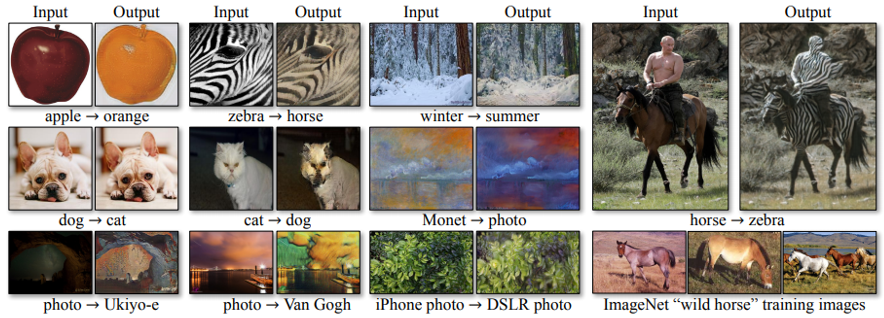 Input Output Input Output Input Output Input Output
apple → orange zebra → horse winter → summer
dog → cat cat → dog Monet → photo horse → zebra
photo → Ukiyo-e photo → Van Gogh iPhone photo → DSLR photo ImageNet “wild horse” training images